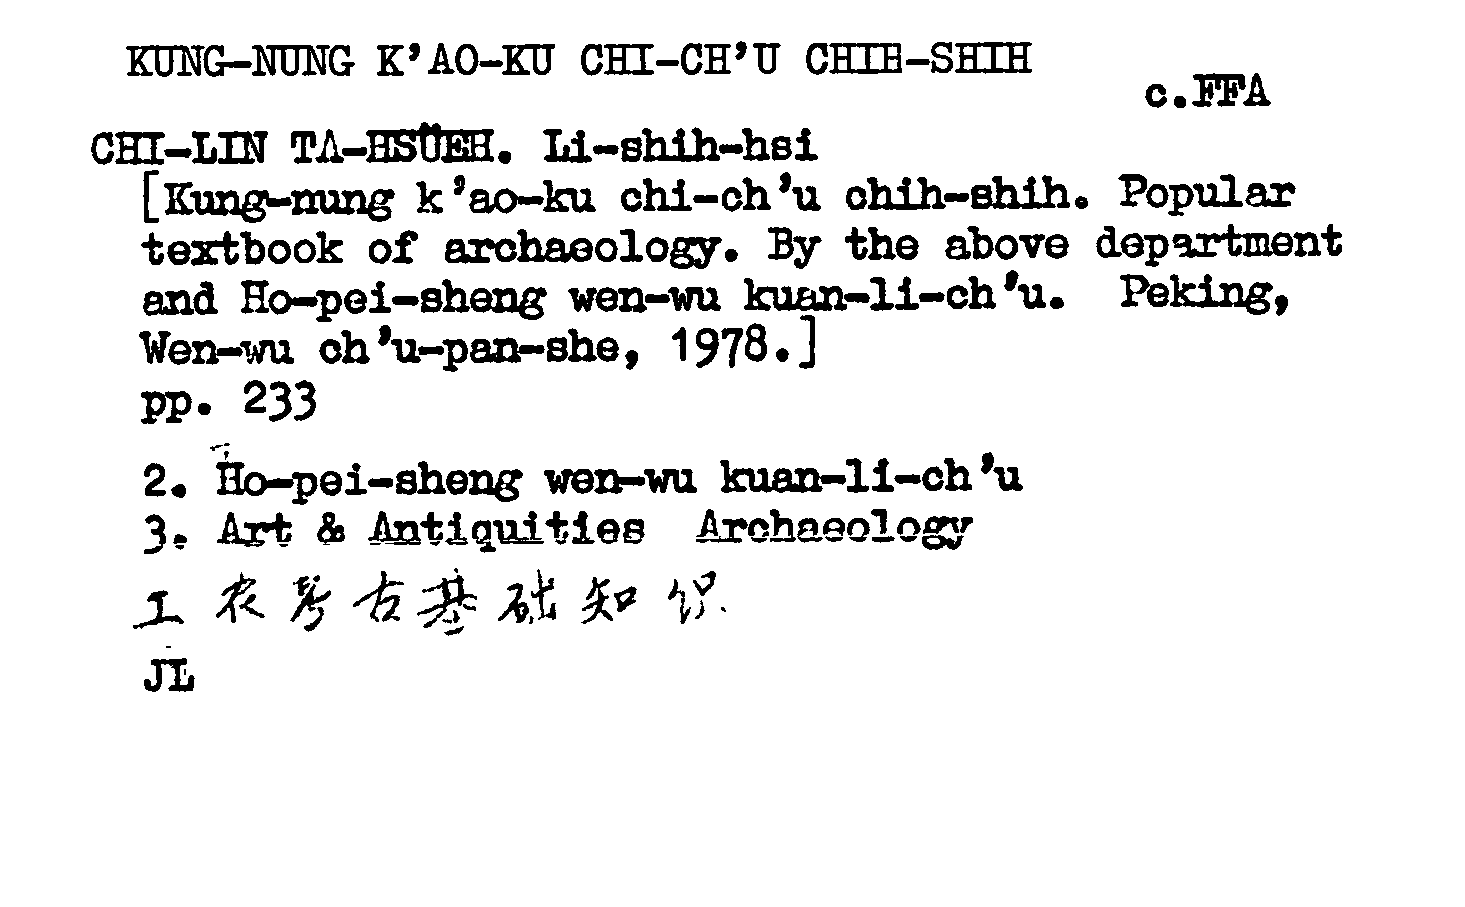 KUNG-NUNG K'AO-KU CHI-CH'U CHIH-SHIH
c.FFA
CHI-LIN TA-HSÜEH. Li-shih-hsi
[Kung-nung k'ao-ku chi-ch'u chih-shih. Popular
textbook of archaeology. By the above department
and Ho-pei-sheng wen-wu kuan-li-ch'u. Peking,
Wen-wu ch'u-pan-she, 1978.]
pp. 233
2. Ho-pei-sheng wen-wu kuan-li-ch'u
3. Art & Antiquities Archaeology
工农考古基础知识
JL